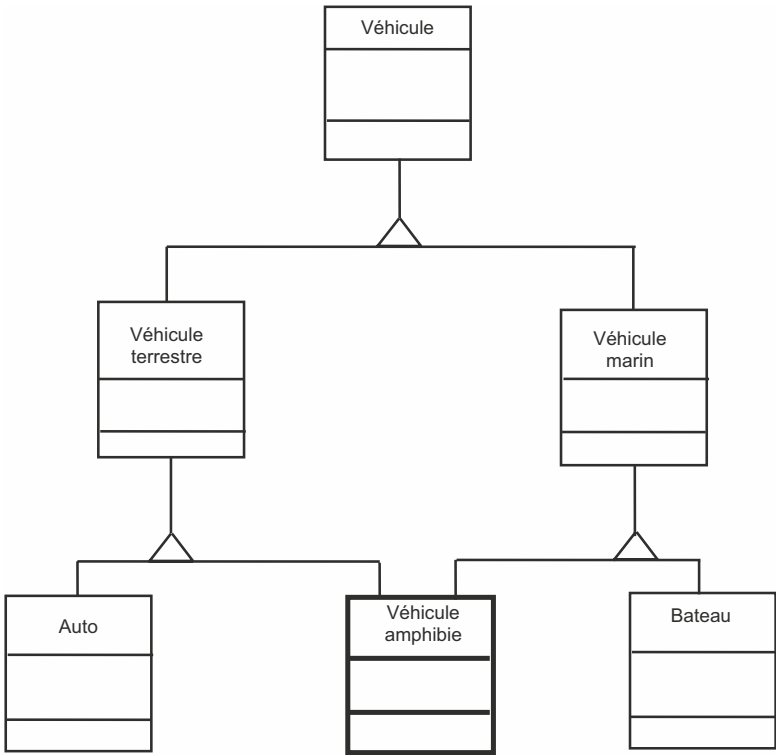 Véhicule
Véhicule
terrestre
Véhicule
marin
Auto
Véhicule
amphibie
Bateau